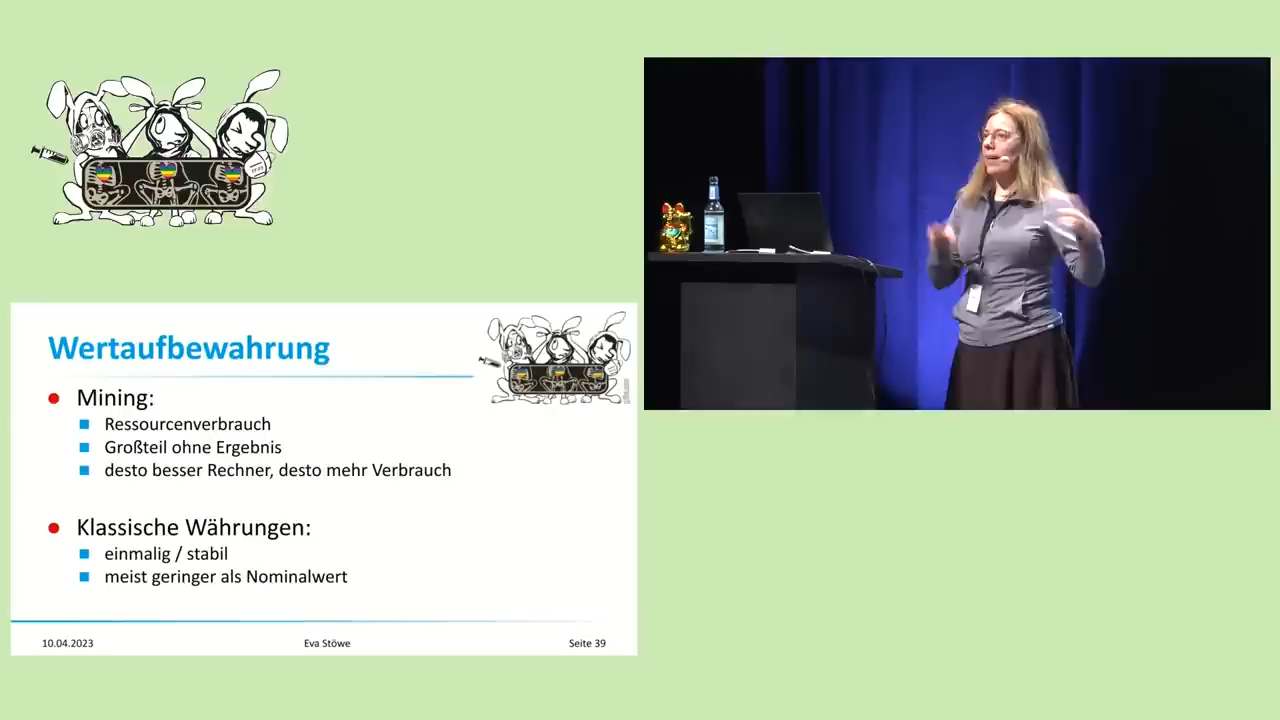 Wertaufbewahrung
Mining:
Ressourcenverbrauch
Großteil ohne Ergebnis
desto besser Rechner, desto mehr Verbrauch
Klassische Währungen:
einmalig / stabil
meist geringer als Nominalwert
10.04.2023
Eva Stöwe
Seite 39